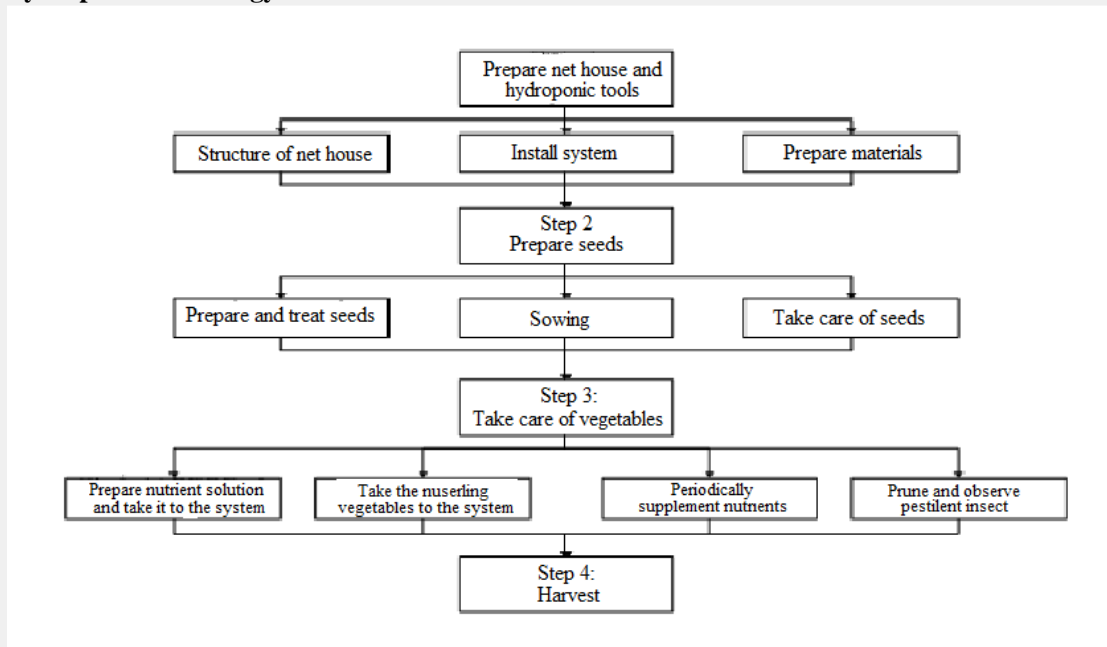 Prepare net house and
hydroponic tools
Structure of net house
Install system
Prepare materials
Step 2
Prepare seeds
Prepare and treat seeds
Sowing
Take care of seeds
Step 3:
Take care of vegetables
Prepare nutrient solution
and take it to the system
Take the nuserling
vegetables to the system
Periodically
supplement nutnents
Prune and observe
pestilent insect
Step 4:
Harvest